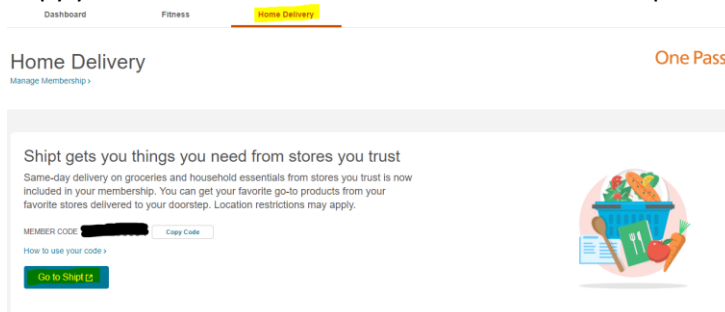 Dashboard Fitness Home Delivery
Home Delivery
One Pass
Manage Membership ›
Shipt gets you things you need from stores you trust
Same-day delivery on groceries and household essentials from stores you trust is now
included in your membership. You can get your favorite go-to products from your
favorite stores delivered to your doorstep. Location restrictions may apply.
MEMBER CODE Copy Code
How to use your code ›
Go to Shipt